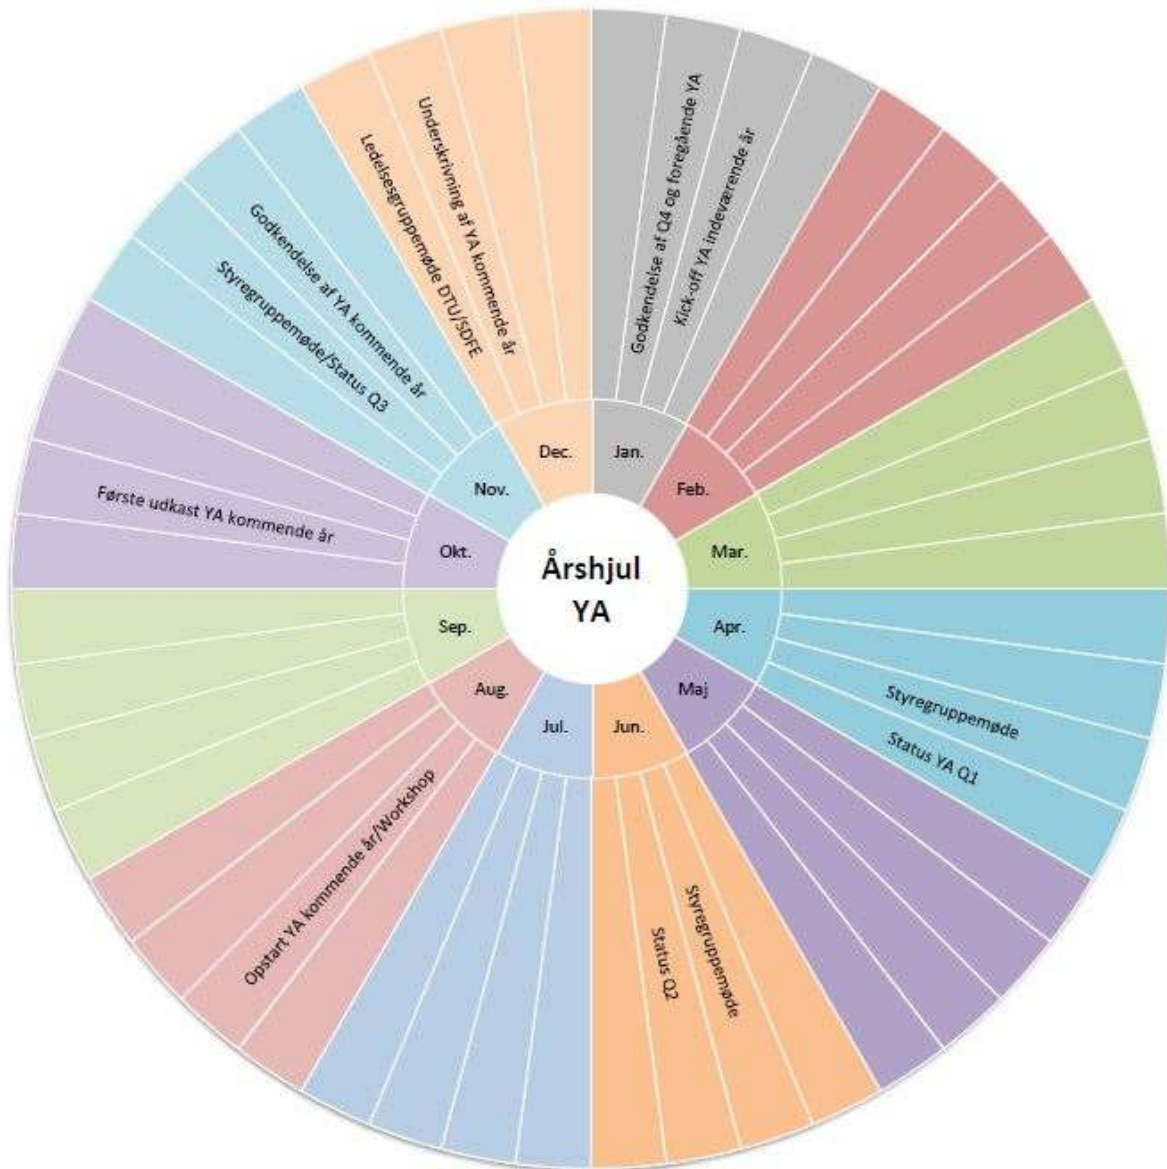 Årshjul
YA
Jan.
Godkendelse af Q4 og foregående YA
Kick-off YA indeværende år
Feb.
Mar.
Apr.
Styregruppemøde
Status YA Q1
Maj
Jun.
Styregruppemøde
Status Q2
Jul.
Aug.
Opstart YA kommende år/Workshop
Sep.
Okt.
Første udkast YA kommende år
Nov.
Styregruppemøde/Status Q3
Godkendelse af YA kommende år
Dec.
Ledelsesgruppemøde DTU/SDFE
Underskrivning af YA kommende år